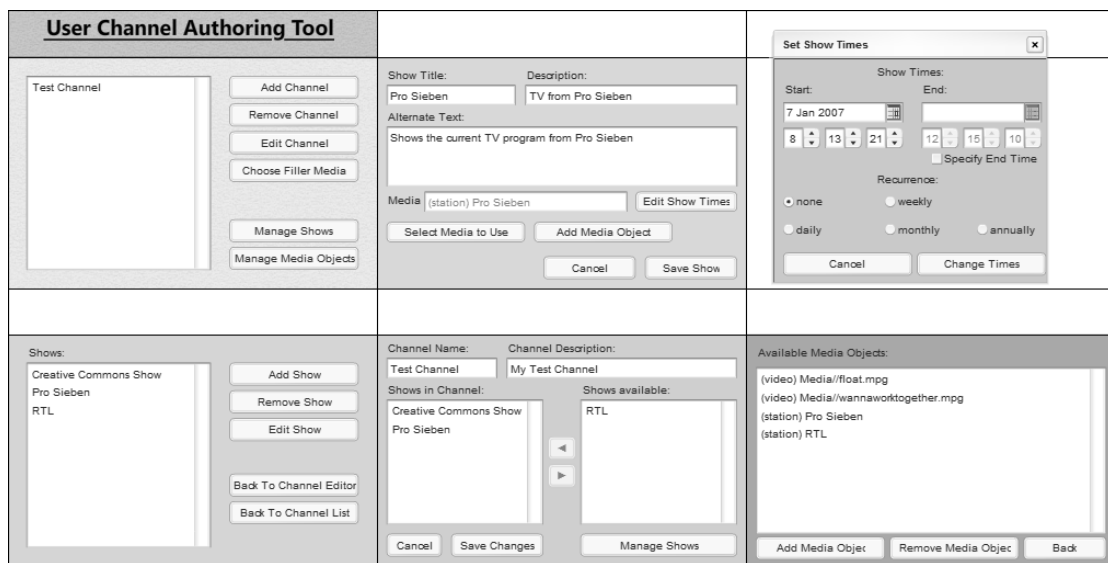 User Channel Authoring Tool
Test Channel
Add Channel
Remove Channel
Edit Channel
Choose Filler Media
Manage Shows
Manage Media Objects
Show Title: Description:
Pro Sieben TV from Pro Sieben
Alternate Text:
Shows the current TV program from Pro Sieben
Media (station) Pro Sieben Edit Show Times
Select Media to Use Add Media Object
Cancel Save Show
Set Show Times
Show Times:
Start: End:
7 Jan 2007
8 13 21 12 15 10
Specify End Time
Recurrence:
none weekly
daily monthly annually
Cancel Change Times
Shows:
Creative Commons Show
Pro Sieben
RTL
Add Show
Remove Show
Edit Show
Back To Channel Editor
Back To Channel List
Channel Name: Channel Description:
Test Channel My Test Channel
Shows in Channel: Shows available:
Creative Commons Show RTL
Pro Sieben
Cancel Save Changes Manage Shows
Available Media Objects:
(video) Media//float.mpg
(video) Media//wannaworktogether.mpg
(station) Pro Sieben
(station) RTL
Add Media Objec Remove Media Objec Back